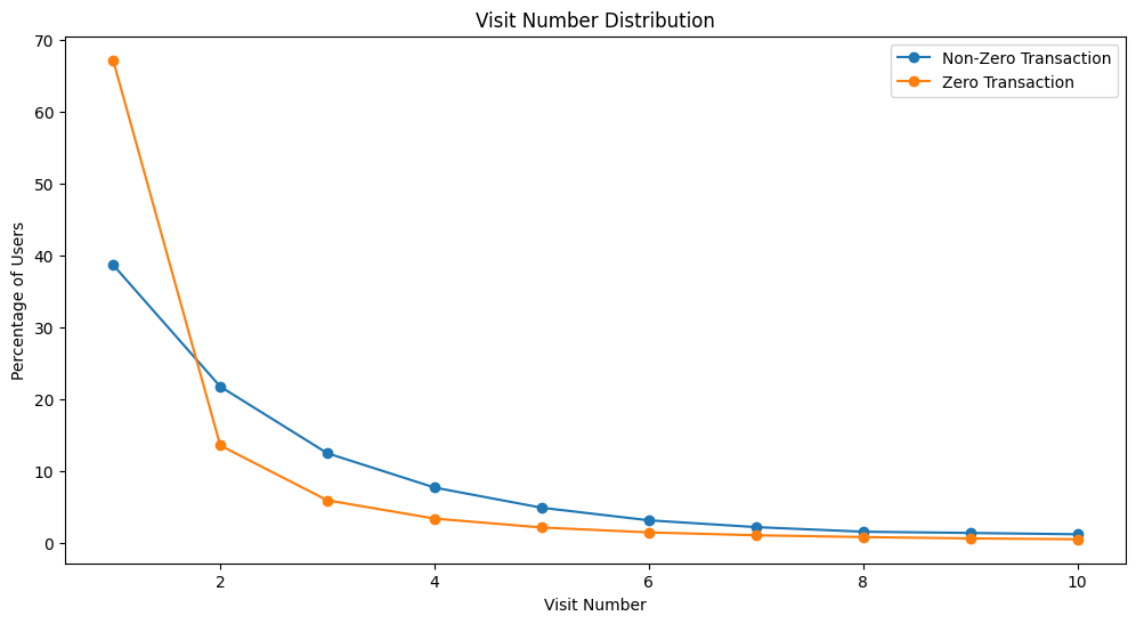 Visit Number Distribution
Non-Zero Transaction
Zero Transaction
Percentage of Users
70
60
50
40
30
20
10
0
2
4
6
8
10
Visit Number